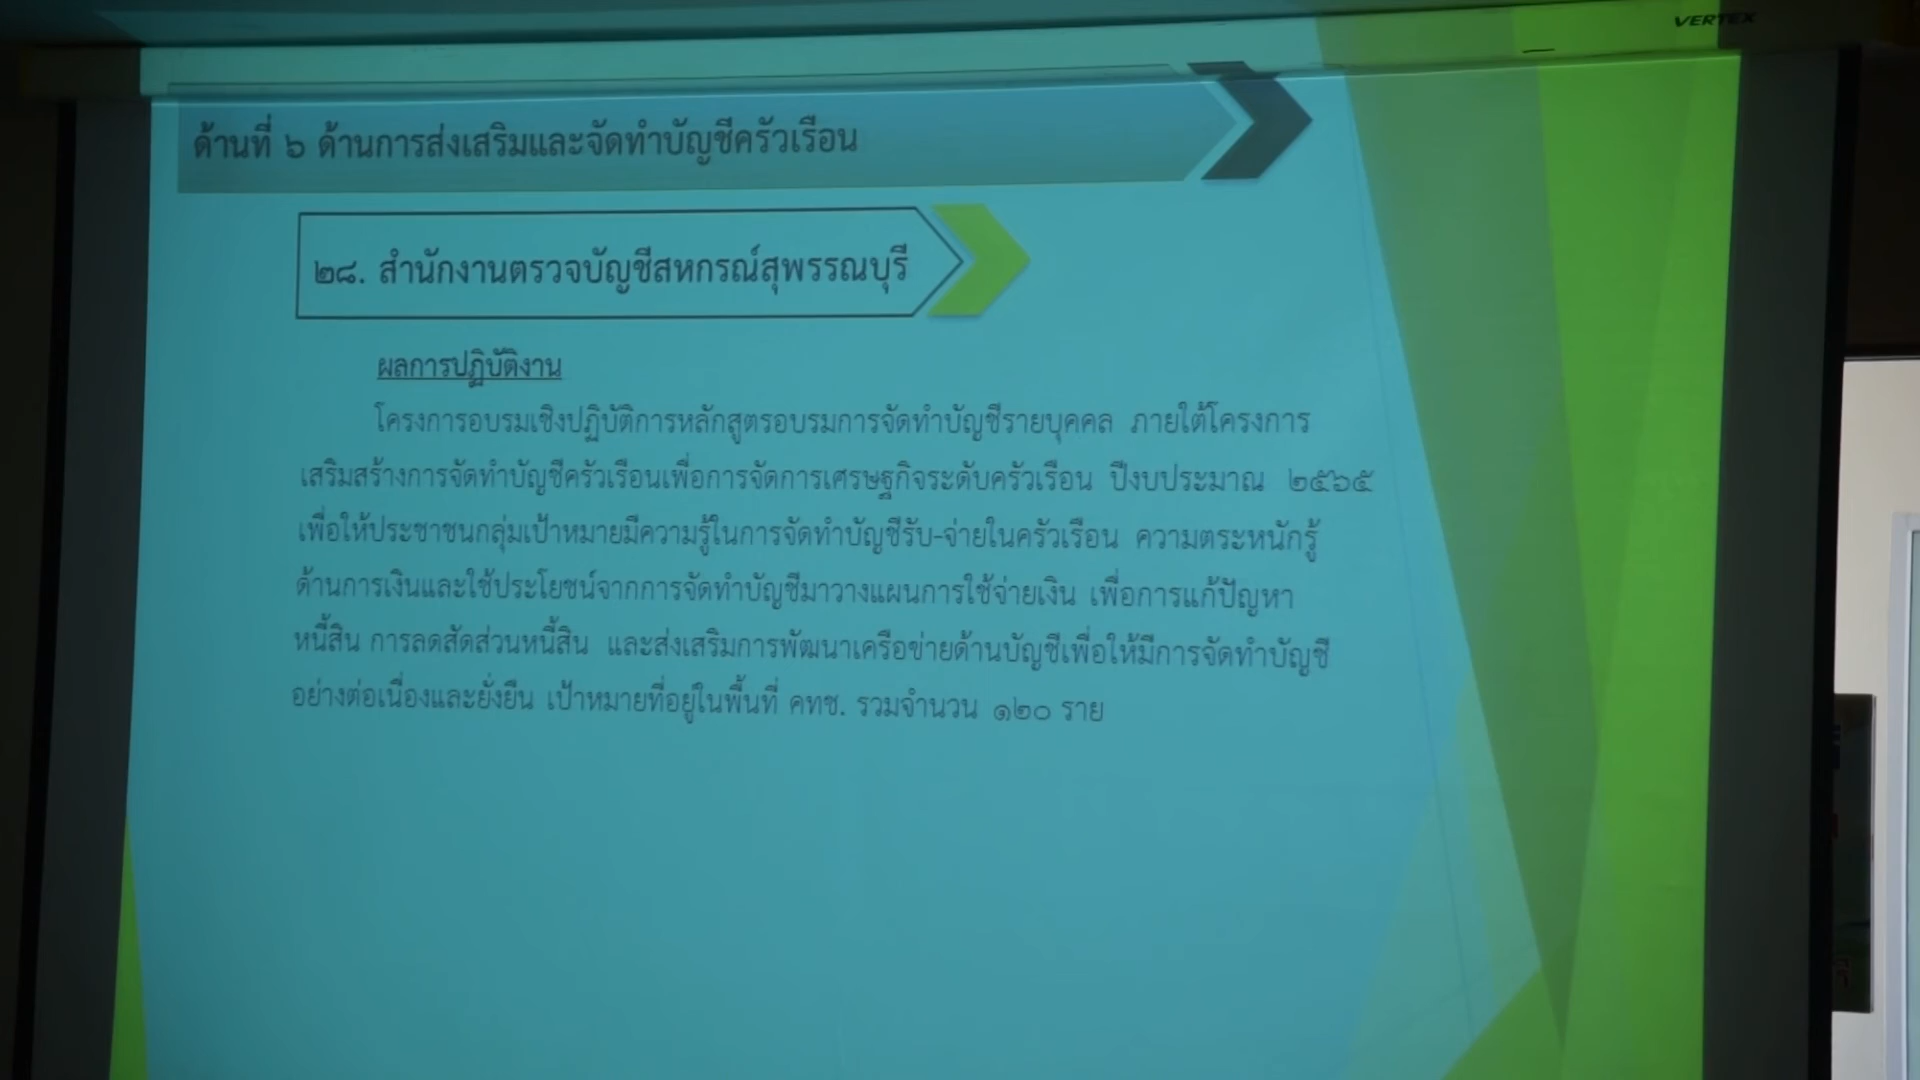 VERTEX
ด้านที่ ๖ ด้านการส่งเสริมและจัดทำบัญชีครัวเรือน
๒๘. สำนักงานตรวจบัญชีสหกรณ์สุพรรณบุรี
ผลการปฏิบัติงาน
โครงการอบรมเชิงปฏิบัติการหลักสูตรอบรมการจัดทำบัญชีรายบุคคล ภายใต้โครงการ
เสริมสร้างการจัดทำบัญชีครัวเรือนเพื่อการจัดการเศรษฐกิจระดับครัวเรือน ปีงบประมาณ ๒๕๖๕
เพื่อให้ประชาชนกลุ่มเป้าหมายมีความรู้ในการจัดทำบัญชีรับ-จ่ายในครัวเรือน ความตระหนักรู้
ด้านการเงินและใช้ประโยชน์จากการจัดทำบัญชีมาวางแผนการใช้จ่ายเงิน เพื่อการแก้ปัญหา
หนี้สิน การลดสัดส่วนหนี้สิน และส่งเสริมการพัฒนาเครือข่ายด้านบัญชีเพื่อให้มีการจัดทำบัญชี
อย่างต่อเนื่องและยั่งยืน เป้าหมายที่อยู่ในพื้นที่ คทช. รวมจำนวน ๑๒๐ ราย